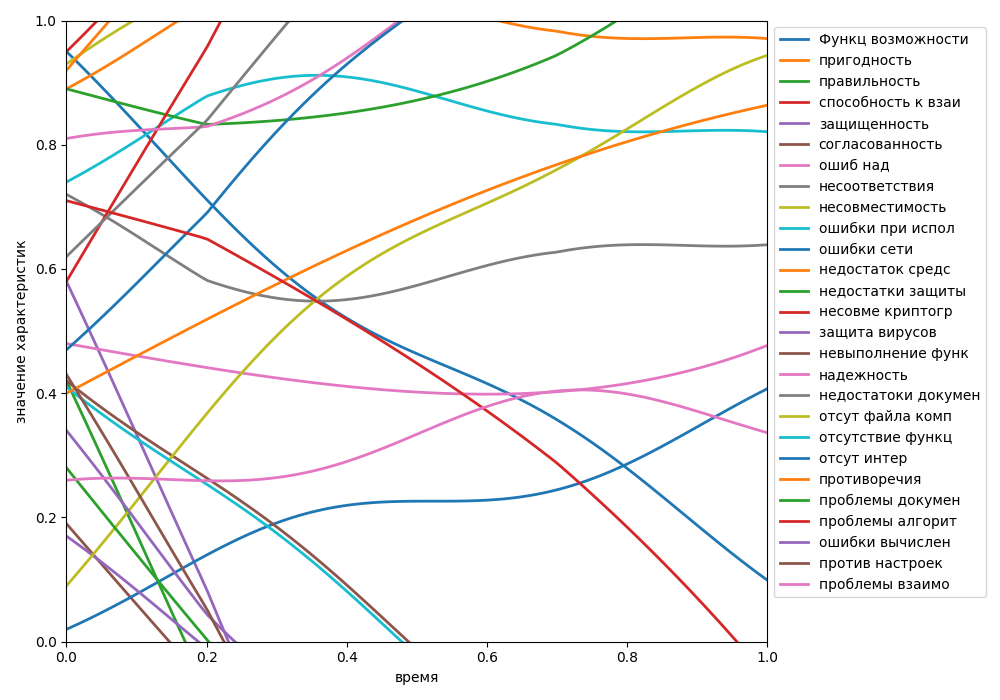 значение характеристик
1.0
0.8
0.6
0.4
0.2
0.0
0.0 0.2 0.4 0.6 0.8 1.0
время
Функц возможности
пригодность
правильность
способность к взаи
защищенность
согласованность
ошиб над
несоответствия
несовместимость
ошибки при испол
ошибки сети
недостаток средс
недостатки защиты
несовме криптогр
защита вирусов
невыполнение функ
надежность
недостатоки докумен
отсут файла комп
отсутствие функц
отсут интер
противоречия
проблемы докумен
проблемы алгорит
ошибки вычислен
против настроек
проблемы взаимо